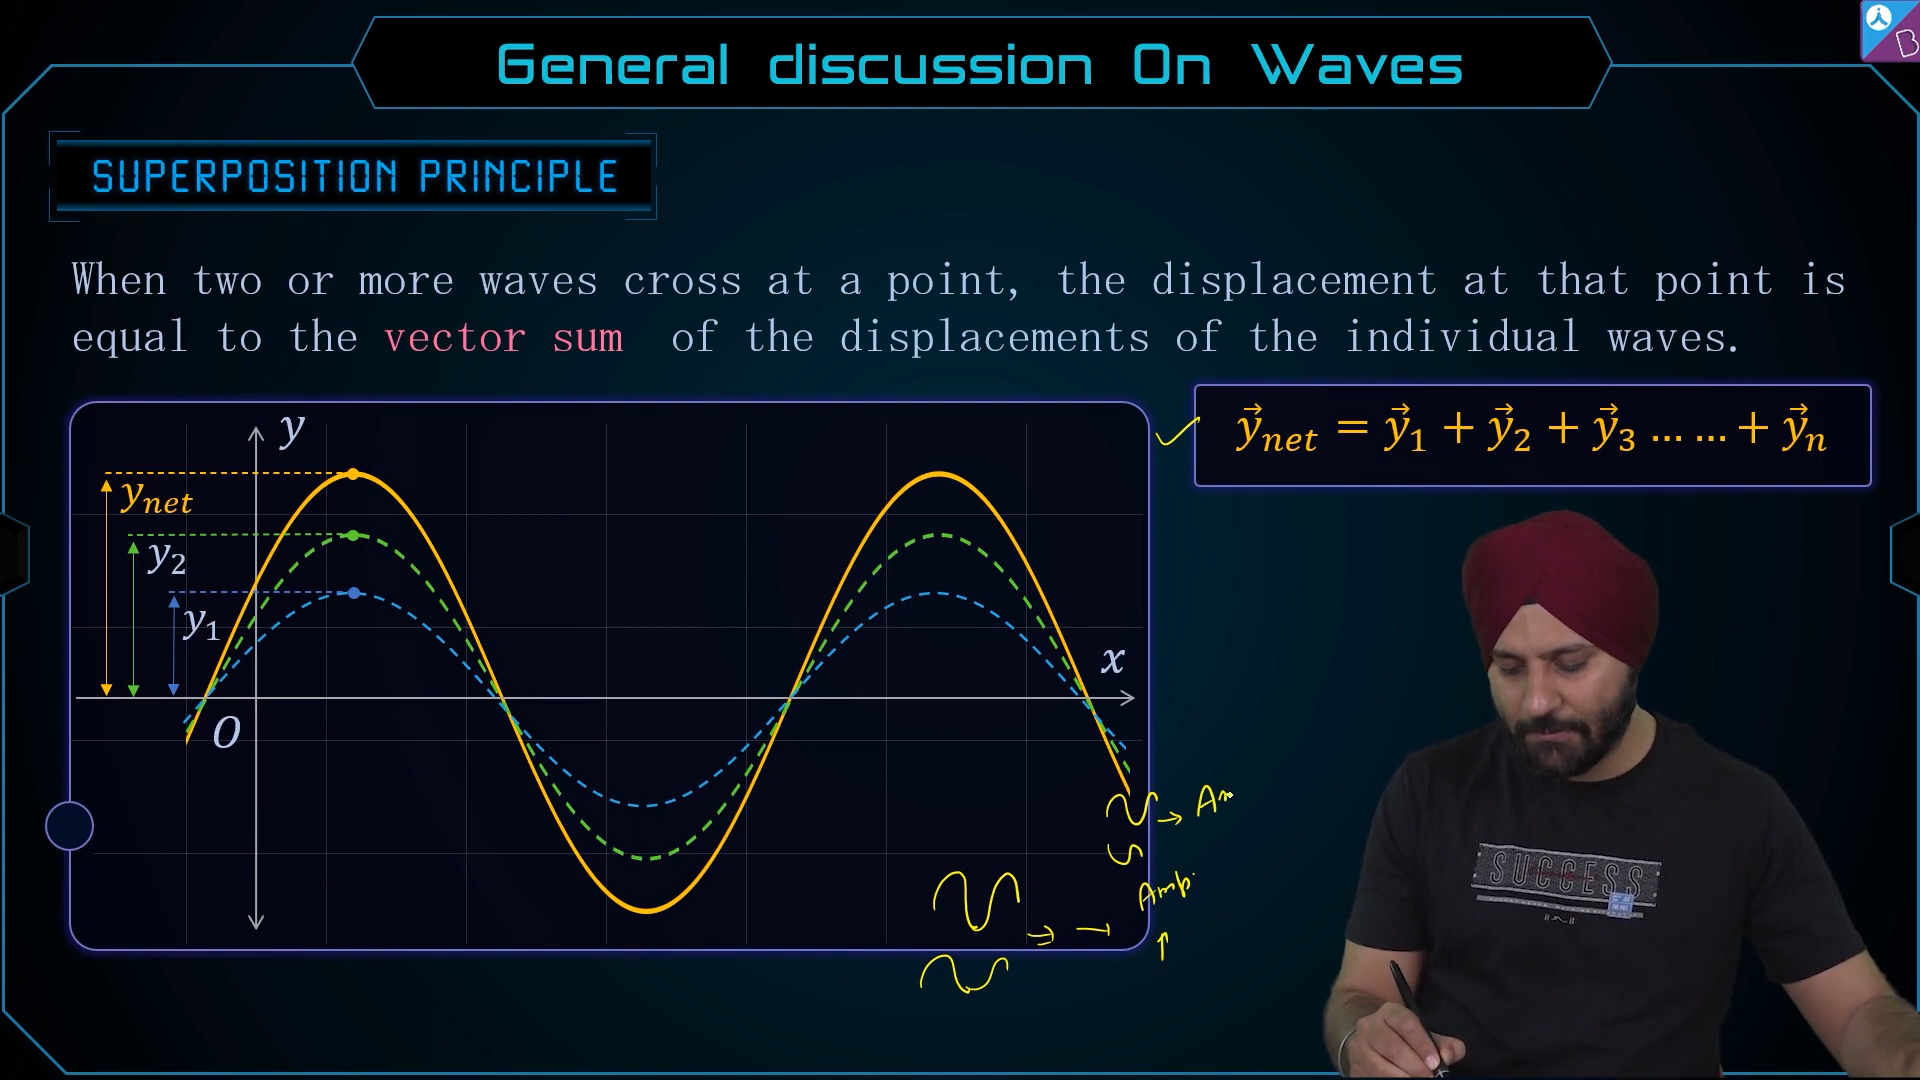 General discussion On Waves
SUPERPOSITION PRINCIPLE
When two or more waves cross at a point, the displacement at that point is
equal to the vector sum of the displacements of the individual waves.
y⃗net = y⃗1 + y⃗2 + y⃗3 ... ... + y⃗n
y
ynet
y2
y1
x
O
Amp.
SUCCESS
B